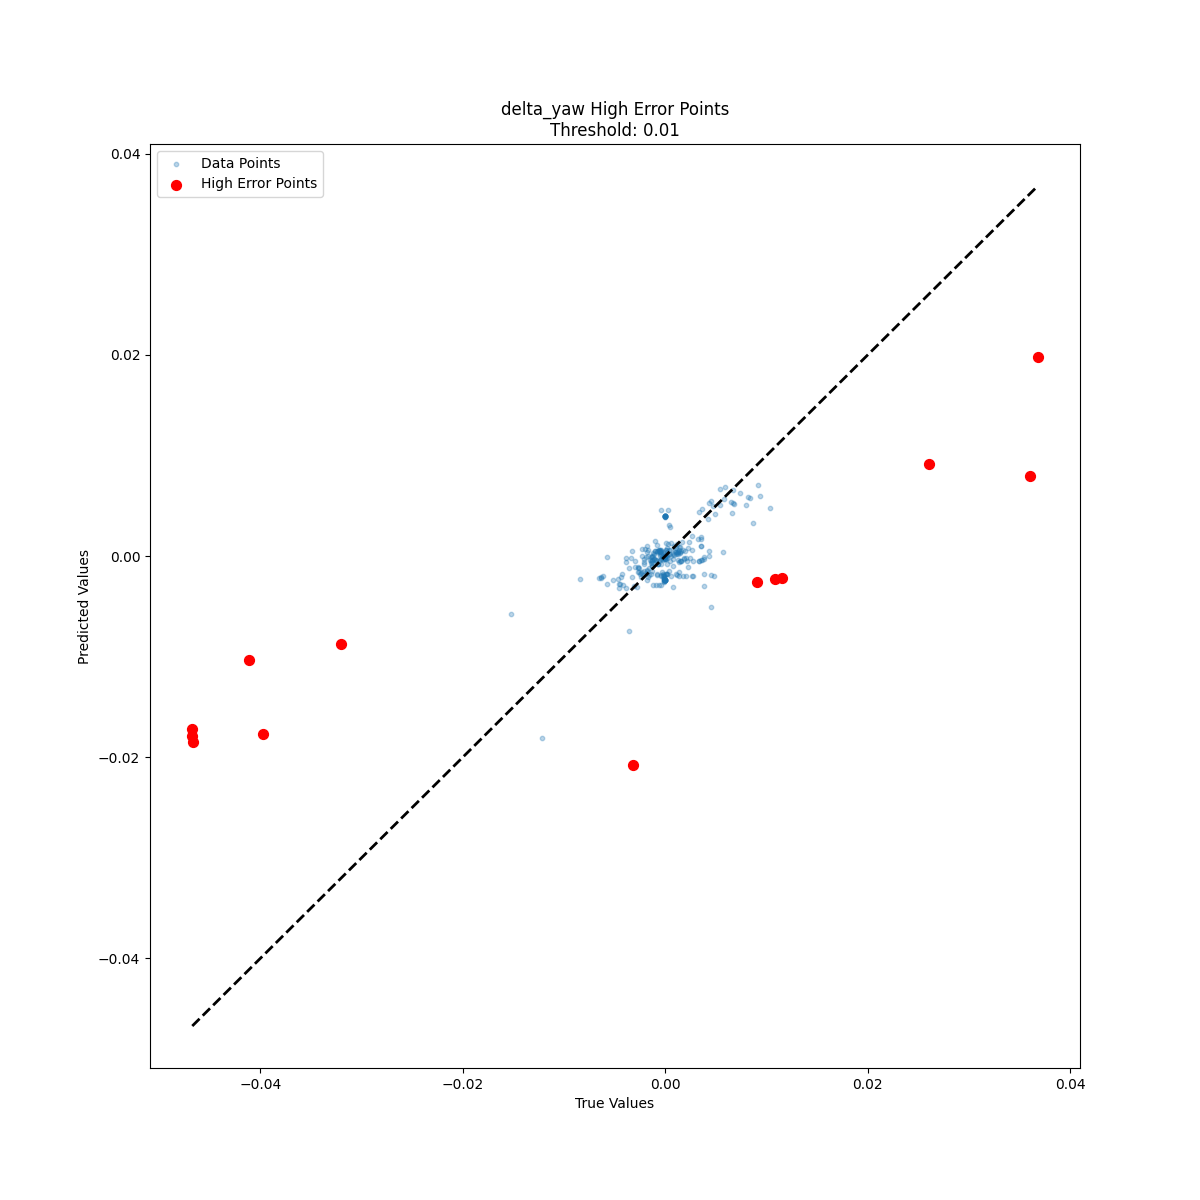 delta_yaw High Error Points
Threshold: 0.01
Data Points
High Error Points
0.04
0.02
0.00
−0.02
−0.04
Predicted Values
−0.04
−0.02
0.00
0.02
0.04
True Values